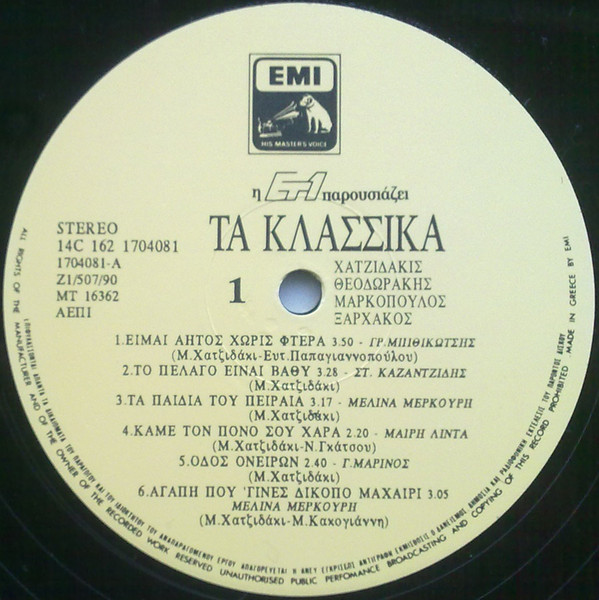 EMI
HIS MASTER'S VOICE
η ΕΤ1 παρουσιάζει
ΤΑ ΚΛΑΣΣΙΚΑ
STEREO
14C 162 1704081
1704081-A
Z1/507/90
MT 16362
ΑΕΠΙ
1
ΧΑΤΖΙΔΑΚΙΣ
ΘΕΟΔΩΡΑΚΗΣ
ΜΑΡΚΟΠΟΥΛΟΣ
ΞΑΡΧΑΚΟΣ
1.ΕΙΜΑΙ ΑΗΤΟΣ ΧΩΡΙΣ ΦΤΕΡΑ 3.50 - ΓΡ.ΜΠΙΘΙΚΩΤΣΗΣ
(Μ.Χατζιδάκι-Ευτ.Παπαγιαννοπούλου)
2.ΤΟ ΠΕΛΑΓΟ ΕΙΝΑΙ ΒΑΘΥ 3.28 - ΣΤ. ΚΑΖΑΝΤΖΙΔΗΣ
(Μ.Χατζιδάκι)
3.ΤΑ ΠΑΙΔΙΑ ΤΟΥ ΠΕΙΡΑΙΑ 3.17 - ΜΕΛΙΝΑ ΜΕΡΚΟΥΡΗ
(Μ.Χατζιδάκι)
4.ΚΑΜΕ ΤΟΝ ΠΟΝΟ ΣΟΥ ΧΑΡΑ 2.20 - ΜΑΙΡΗ ΛΙΝΤΑ
(Μ.Χατζιδάκι-Ν.Γκάτσου)
5.ΟΔΟΣ ΟΝΕΙΡΩΝ 2.40 - Γ.ΜΑΡΙΝΟΣ
(Μ.Χατζιδάκι)
6.ΑΓΑΠΗ ΠΟΥ 'ΓΙΝΕΣ ΔΙΚΟΠΟ ΜΑΧΑΙΡΙ 3.05
ΜΕΛΙΝΑ ΜΕΡΚΟΥΡΗ
(Μ.Χατζιδάκι-Μ.Κακογιάννη)
ALL RIGHTS OF THE MANUFACTURER AND OF THE OWNER OF THE RECORDED WORK RESERVED UNAUTHORISED PUBLIC PERFOMANCE BROADCASTING AND COPYING OF THIS RECORD PROHIBITED. MADE IN GREECE BY EMI